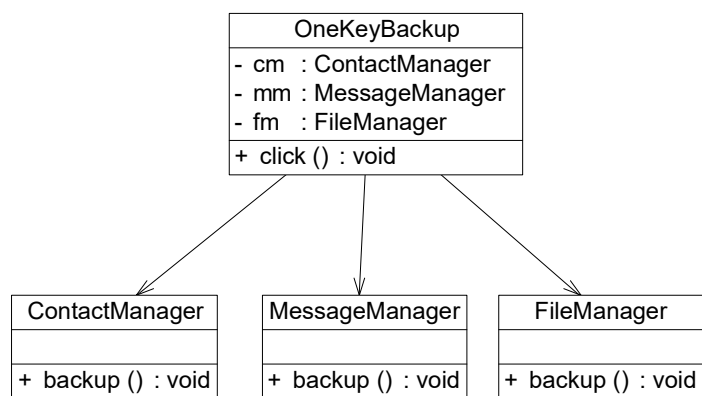 OneKeyBackup
- cm : ContactManager
- mm : MessageManager
- fm : FileManager
+ click () : void
ContactManager
+ backup () : void
MessageManager
+ backup () : void
FileManager
+ backup () : void